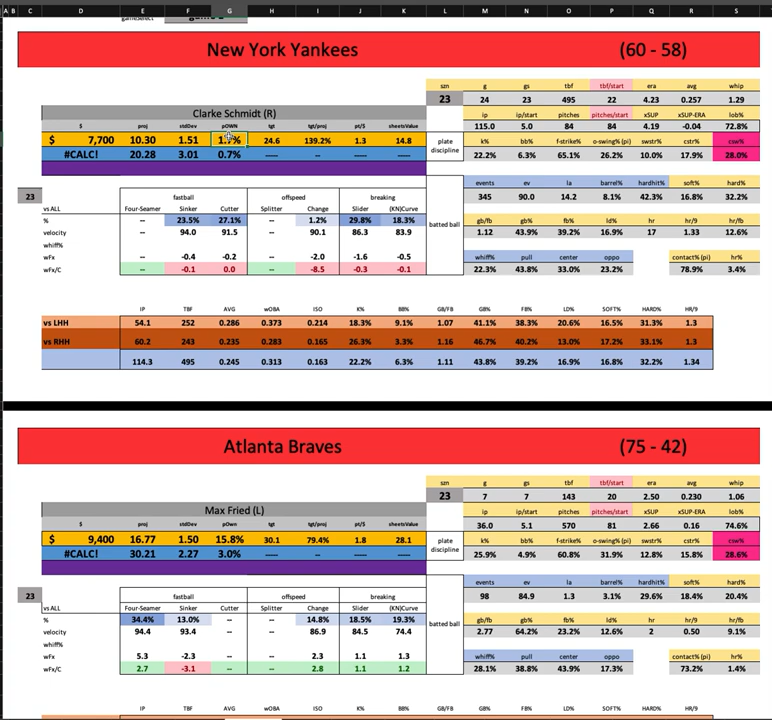 A B C D E F G H I J K L M N O P Q R S
gameSelect
New York Yankees (60 - 58)
szn g gs tbf tbf/start era avg whip
23 24 23 495 22 4.23 0.257 1.29
Clarke Schmidt (R) ip ip/start pitches pitches/start xSUP xSUP-ERA lob%
115.0 5.0 84 84 4.19 -0.04 72.8%
$ proj stdDev pOWN tgt tgt/proj pt/$ sheetsValue
$ 7,700 10.30 1.51 24.6 139.2% 1.3 14.8
plate discipline k% bb% f-strike% o-swing% (pi) swstr% cstr% csw%
#CALC! 20.28 3.01 0.7% ----- ----- --- -----
22.2% 6.3% 65.1% 26.2% 10.0% 17.9% 28.0%
events ev la barrel% hardhit% soft% hard%
23 fastball offspeed breaking 345 90.0 14.2 8.1% 42.3% 16.8% 32.2%
vs ALL Four-Seamer Sinker Cutter Splitter Change Slider (KN)Curve
% -- 23.5% 27.1% -- 1.2% 29.8% 18.3%
batted ball gb/fb gb% fb% ld% hr hr/9 hr/fb
velocity -- 94.0 91.5 -- 90.1 86.3 83.9
1.12 43.9% 39.2% 16.9% 17 1.33 12.6%
whiff%
wFx -- -0.4 -0.2 -- -2.0 -1.6 -0.5
whiff% pull center oppo contact% (pi) hr%
wFx/C -- -0.1 0.0 -- -8.5 -0.3 -0.1
22.3% 43.8% 33.0% 23.2% 78.9% 3.4%
IP TBF AVG wOBA ISO K% BB% GB/FB GB% FB% LD% SOFT% HARD% HR/9
vs LHH 54.1 252 0.286 0.373 0.214 18.3% 9.1% 1.07 41.1% 38.3% 20.6% 16.5% 31.3% 1.3
vs RHH 60.2 243 0.235 0.283 0.165 26.3% 3.3% 1.16 46.7% 40.2% 13.0% 17.2% 33.1% 1.3
114.3 495 0.245 0.313 0.163 22.2% 6.3% 1.11 43.8% 39.2% 16.9% 16.8% 32.2% 1.34
Atlanta Braves (75 - 42)
szn g gs tbf tbf/start era avg whip
23 7 7 143 20 2.50 0.230 1.06
Max Fried (L) ip ip/start pitches pitches/start xSUP xSUP-ERA lob%
36.0 5.1 570 81 2.66 0.16 74.6%
$ proj stdDev pOwn tgt tgt/proj pt/$ sheetsValue
$ 9,400 16.77 1.50 15.8% 30.1 79.4% 1.8 28.1
plate discipline k% bb% f-strike% o-swing% (pi) swstr% cstr% csw%
#CALC! 30.21 2.27 3.0% ----- ----- --- -----
25.9% 4.9% 60.8% 31.9% 12.8% 15.8% 28.6%
events ev la barrel% hardhit% soft% hard%
23 fastball offspeed breaking 98 84.9 1.3 3.1% 29.6% 18.4% 20.4%
vs ALL Four-Seamer Sinker Cutter Splitter Change Slider (KN)Curve
% 34.4% 13.0% -- -- 14.8% 18.5% 19.3%
batted ball gb/fb gb% fb% ld% hr hr/9 hr/fb
velocity 94.4 93.4 -- -- 86.9 84.5 74.4
2.77 64.2% 23.2% 12.6% 2 0.50 9.1%
whiff%
wFx 5.3 -2.3 -- -- 2.3 1.1 1.3
whiff% pull center oppo contact% (pi) hr%
wFx/C 2.7 -3.1 -- -- 2.8 1.1 1.2
28.1% 38.8% 43.9% 17.3% 73.2% 1.4%
IP TBF AVG wOBA ISO K% BB% GB/FB GB% FB% LD% SOFT% HARD% HR/9